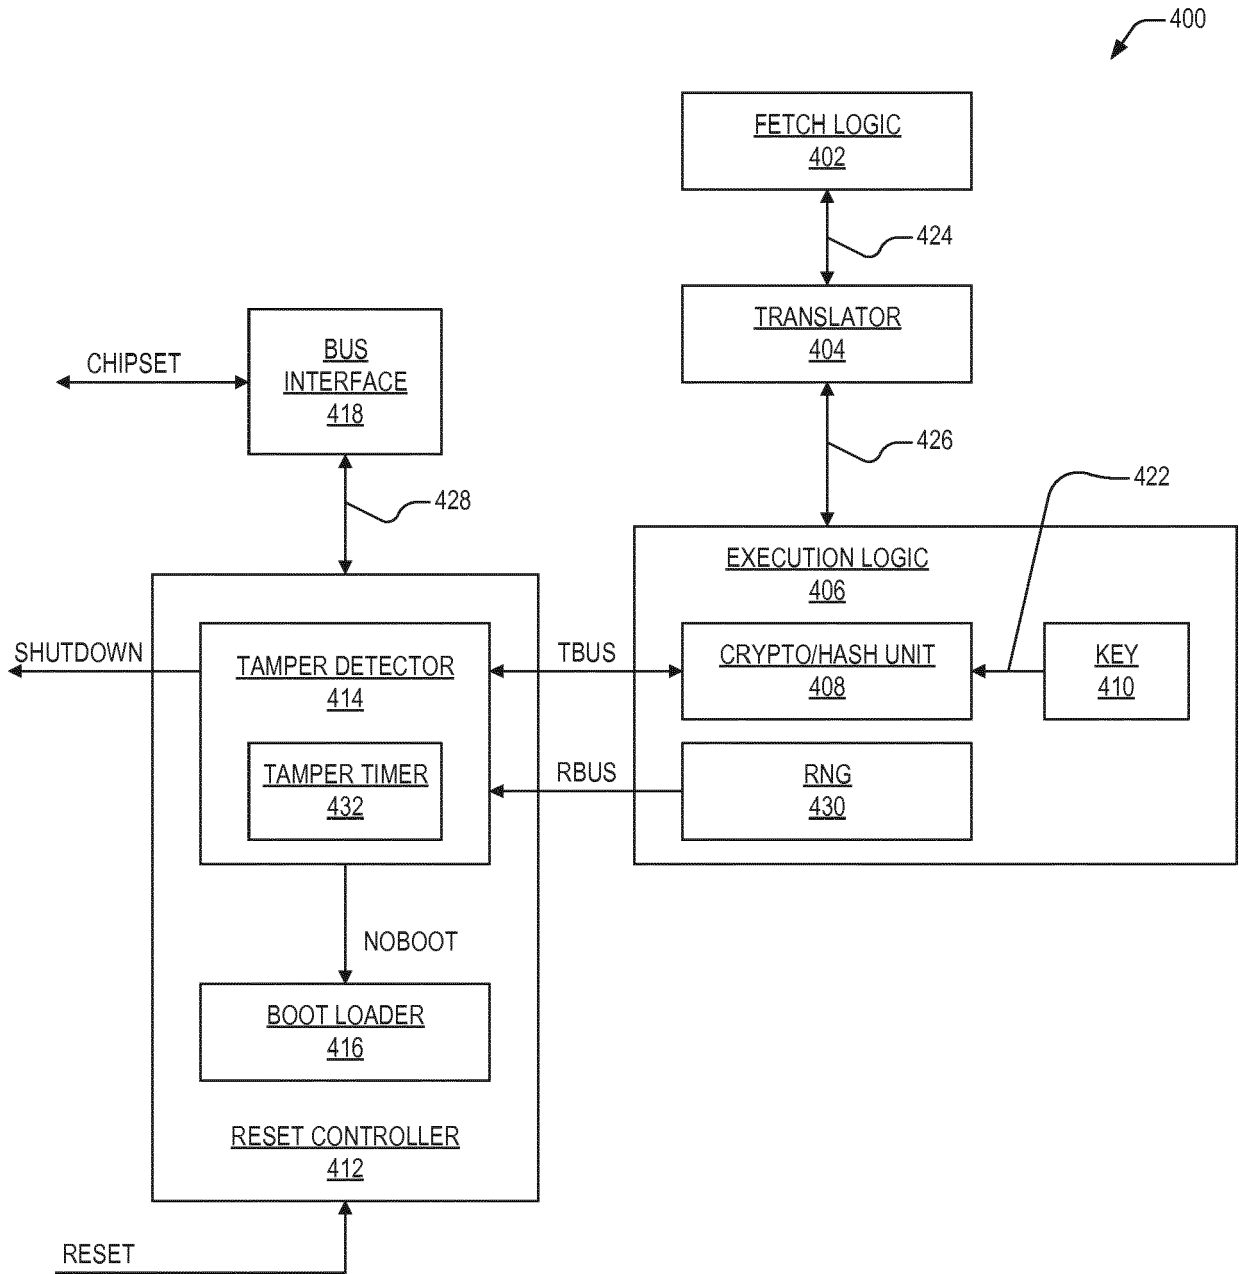 400
FETCH LOGIC
402
424
TRANSLATOR
404
CHIPSET
BUS
INTERFACE
418
426
428
422
EXECUTION LOGIC
406
SHUTDOWN
TAMPER DETECTOR
414
TBUS
CRYPTO/HASH UNIT
408
KEY
410
TAMPER TIMER
432
RBUS
RNG
430
NOBOOT
BOOT LOADER
416
RESET CONTROLLER
412
RESET